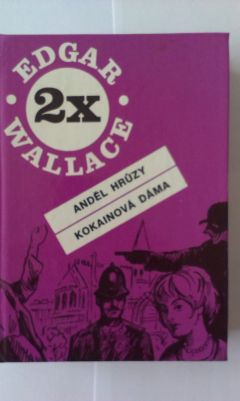 EDGAR
2x
WALLACE
ANDĚL HRŮZY
KOKAINOVÁ DÁMA